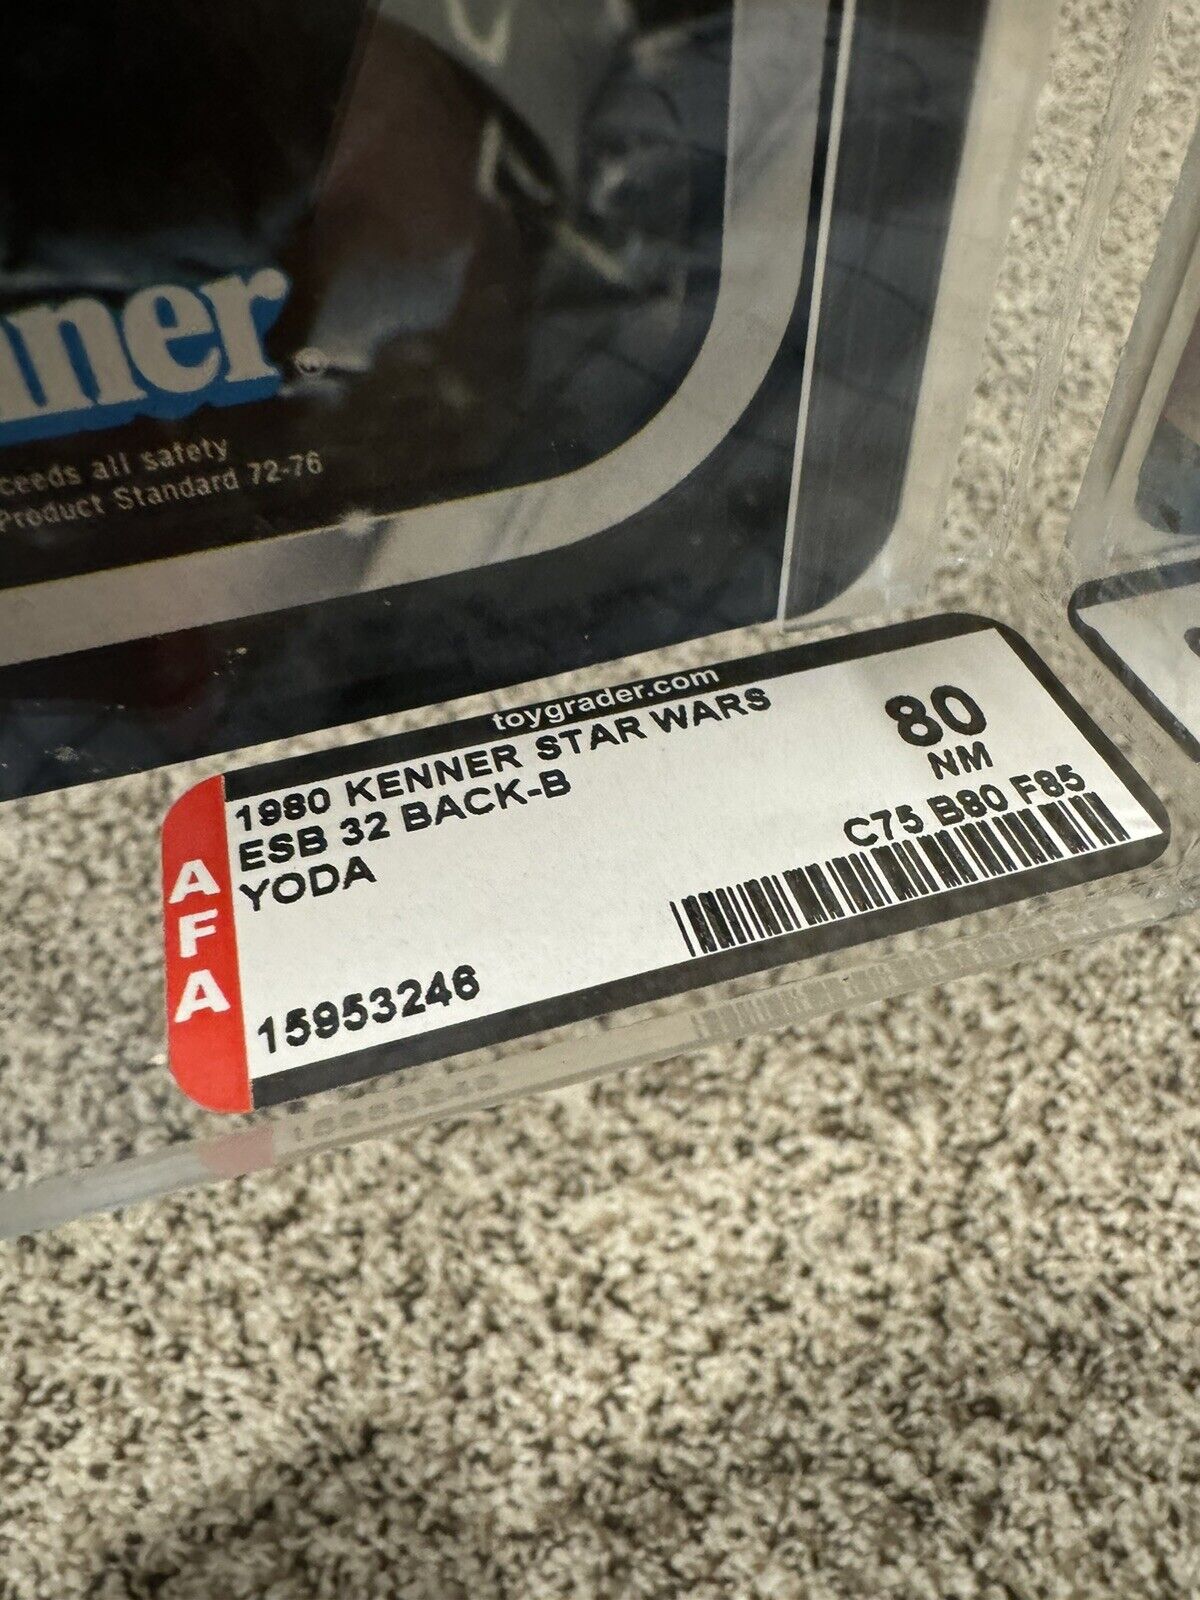 nner
ceeds all safety
Product Standard 72-76
toygrader.com
1980 KENNER STAR WARS
ESB 32 BACK-B
YODA
80
NM
C75 B80 F85
AFA
15953246